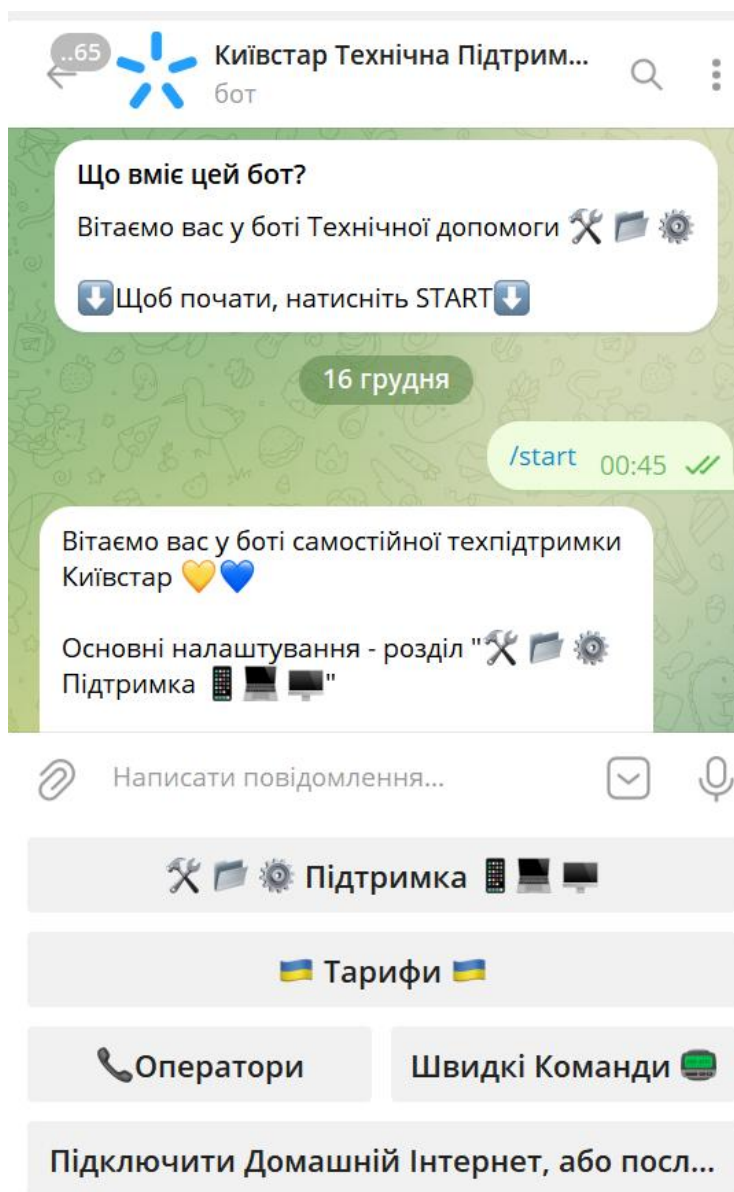 ..65
Київстар Технічна Підтрим...
бот
Що вміє цей бот?
Вітаємо вас у боті Технічної допомоги 🛠️ 📁 ⚙️
⬇️Щоб почати, натисніть START⬇️
16 грудня
/start 00:45
Вітаємо вас у боті самостійної техпідтримки
Київстар 💛💙
Основні налаштування - розділ "🛠️ 📁 ⚙️
Підтримка 📱 💻 🖥️"
Написати повідомлення...
🛠️ 📁 ⚙️ Підтримка 📱 💻 🖥️
🇺🇦 Тарифи 🇺🇦
📞Оператори
Швидкі Команди 📟
Підключити Домашній Інтернет, або посл...